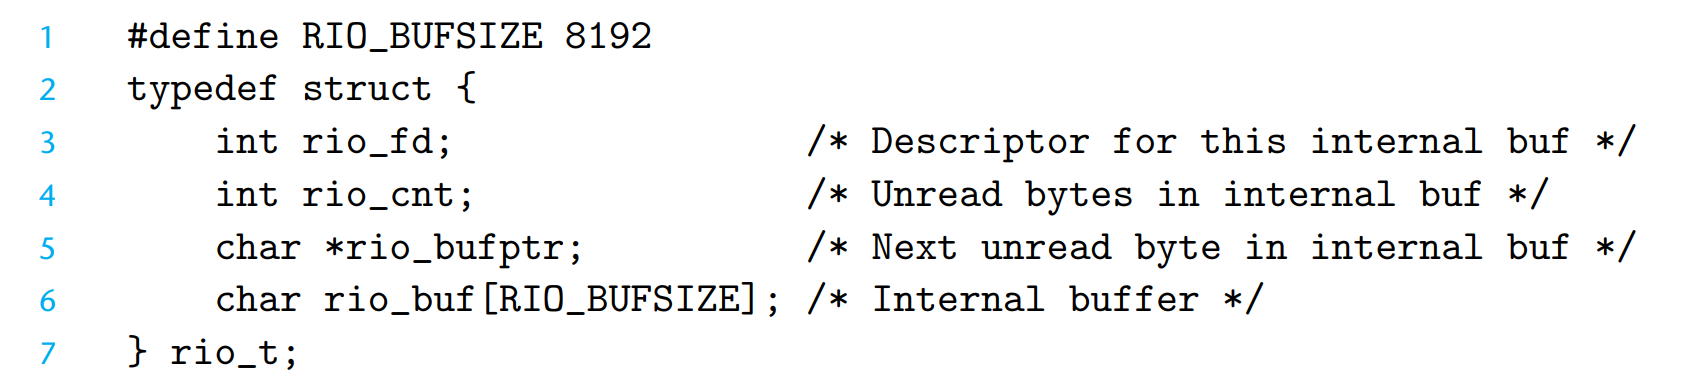 1 #define RIO_BUFSIZE 8192
2 typedef struct {
3 int rio_fd; /* Descriptor for this internal buf */
4 int rio_cnt; /* Unread bytes in internal buf */
5 char *rio_bufptr; /* Next unread byte in internal buf */
6 char rio_buf[RIO_BUFSIZE]; /* Internal buffer */
7 } rio_t;